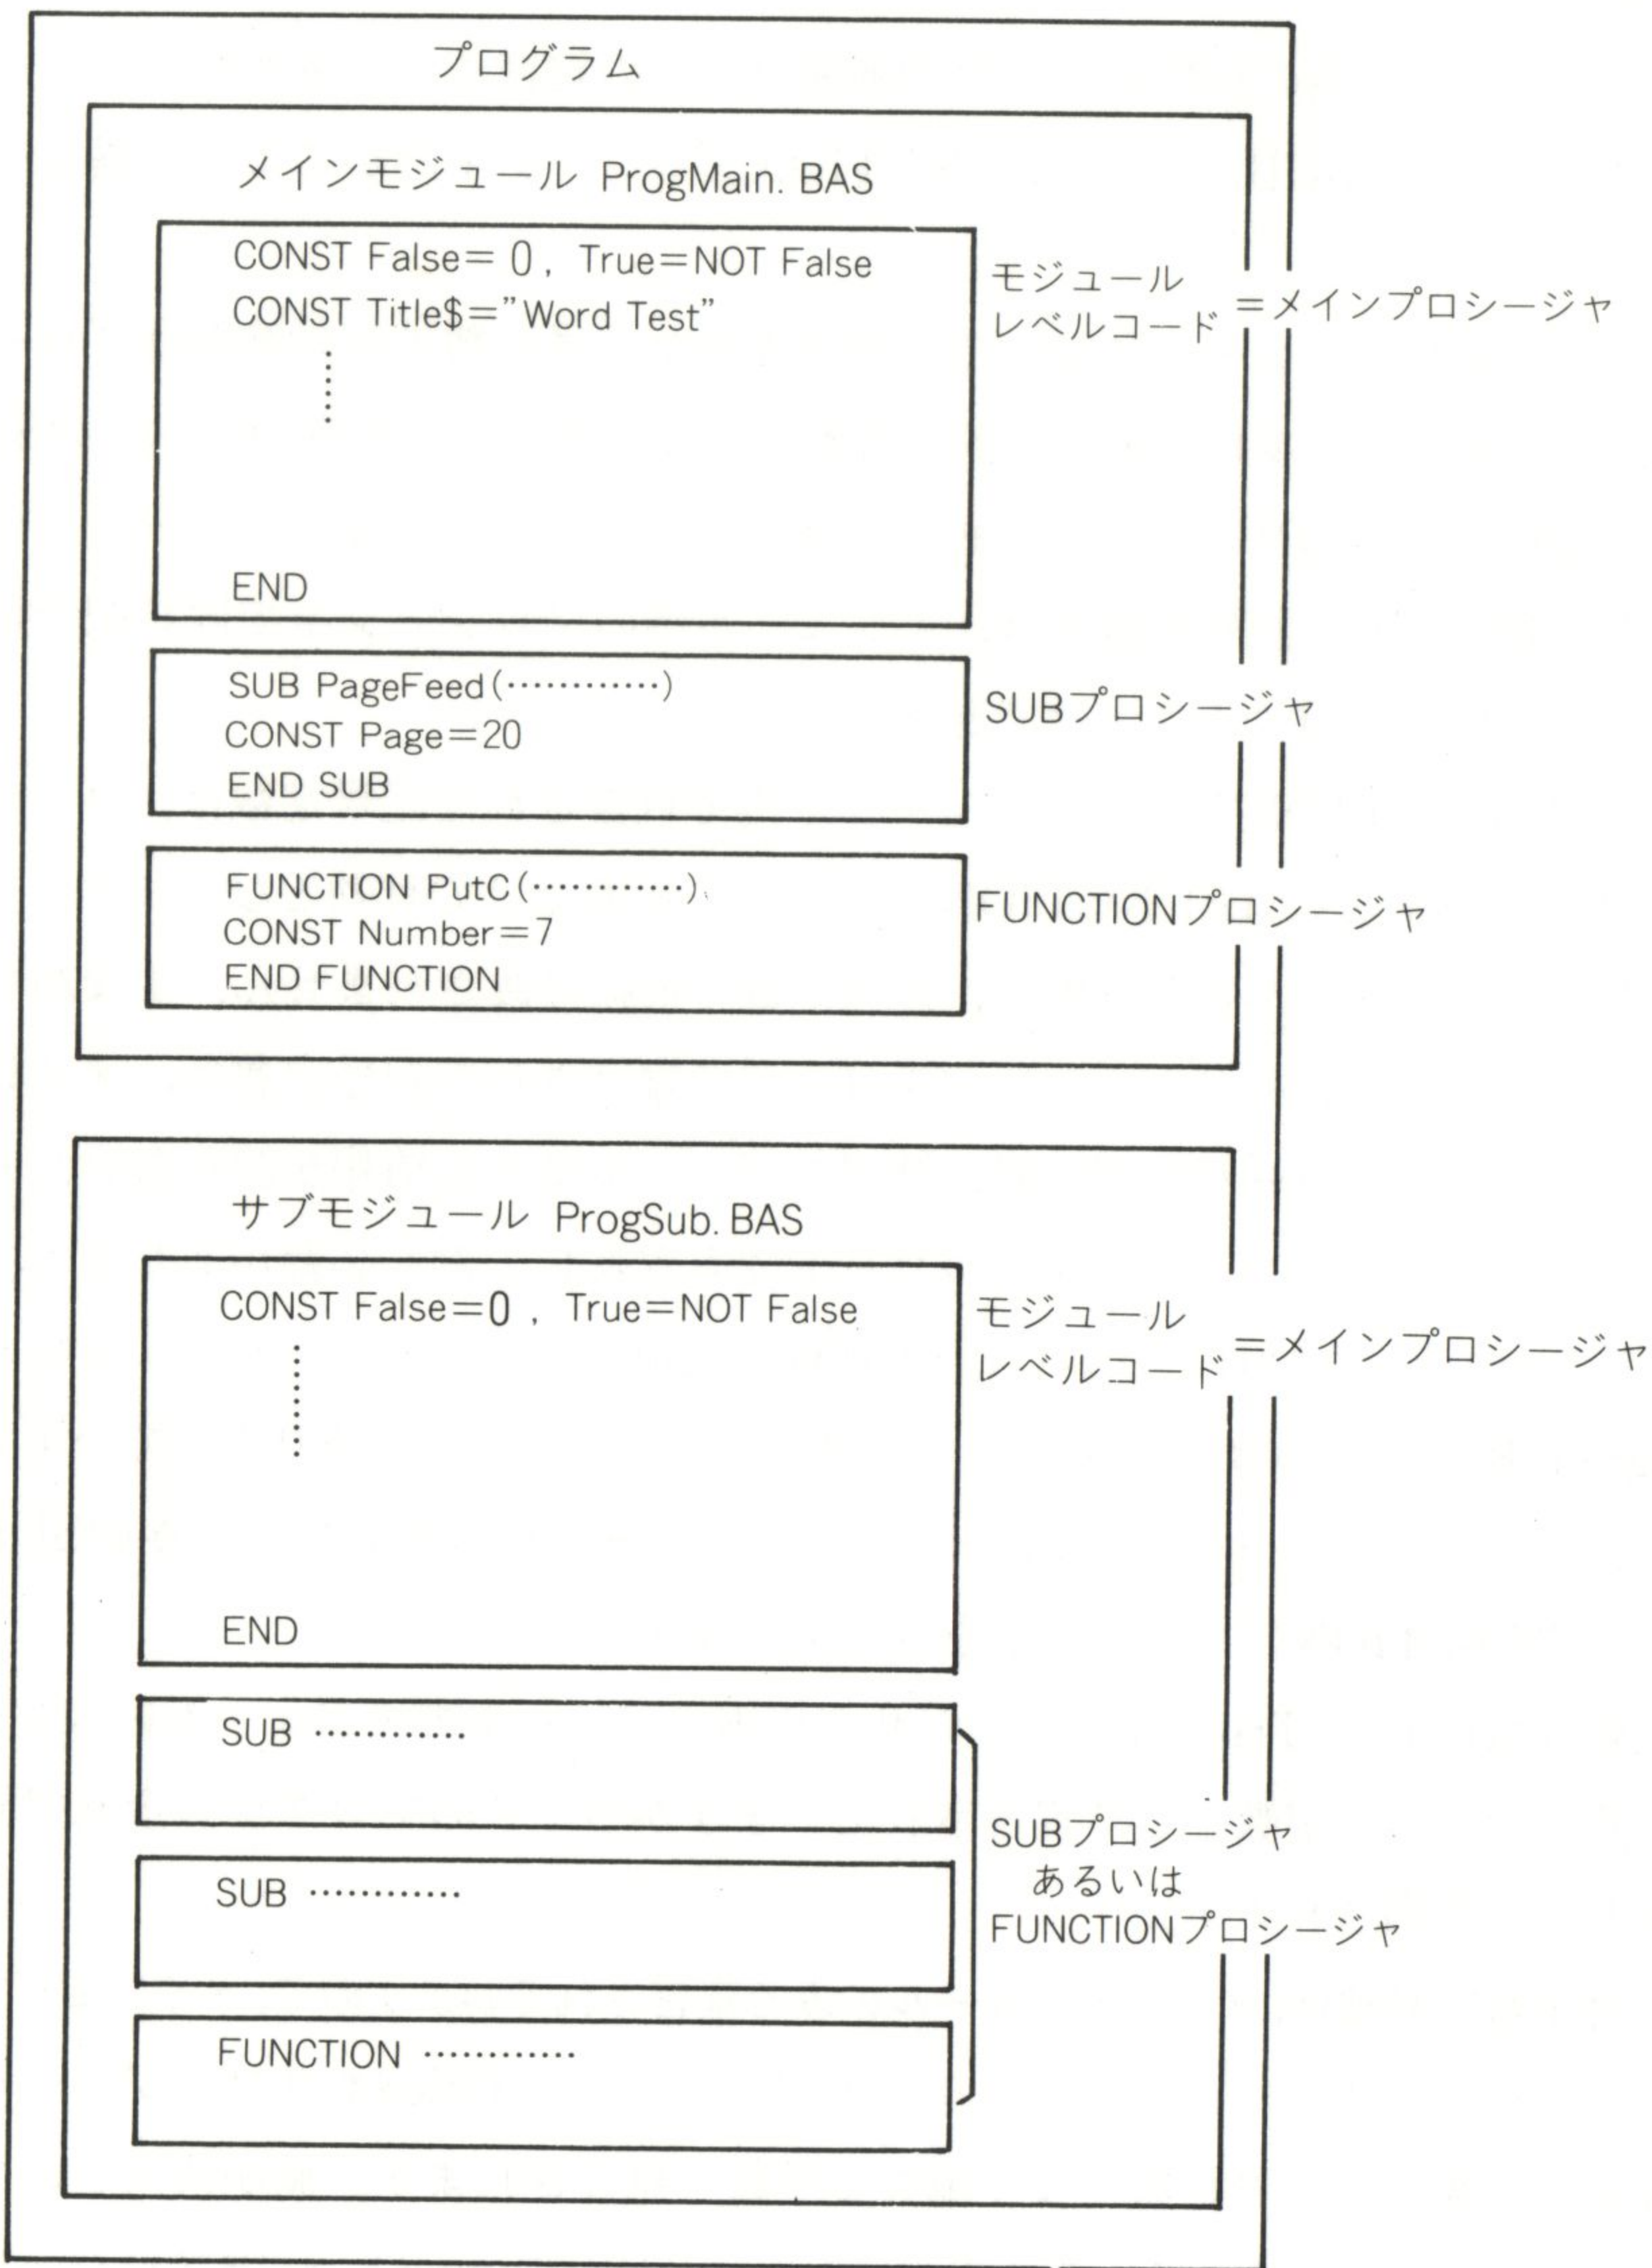 プログラム
メインモジュール ProgMain. BAS
CONST False= 0 , True=NOT False
CONST Title$="Word Test"
⋮
END
モジュール
レベルコード
=メインプロシージャ
SUB PageFeed(…………)
CONST Page=20
END SUB
SUBプロシージャ
FUNCTION PutC(…………)
CONST Number=7
END FUNCTION
FUNCTIONプロシージャ
サブモジュール ProgSub. BAS
CONST False=0 , True=NOT False
⋮
END
モジュール
レベルコード
=メインプロシージャ
SUB …………
SUB …………
FUNCTION …………
SUBプロシージャ
あるいは
FUNCTIONプロシージャ